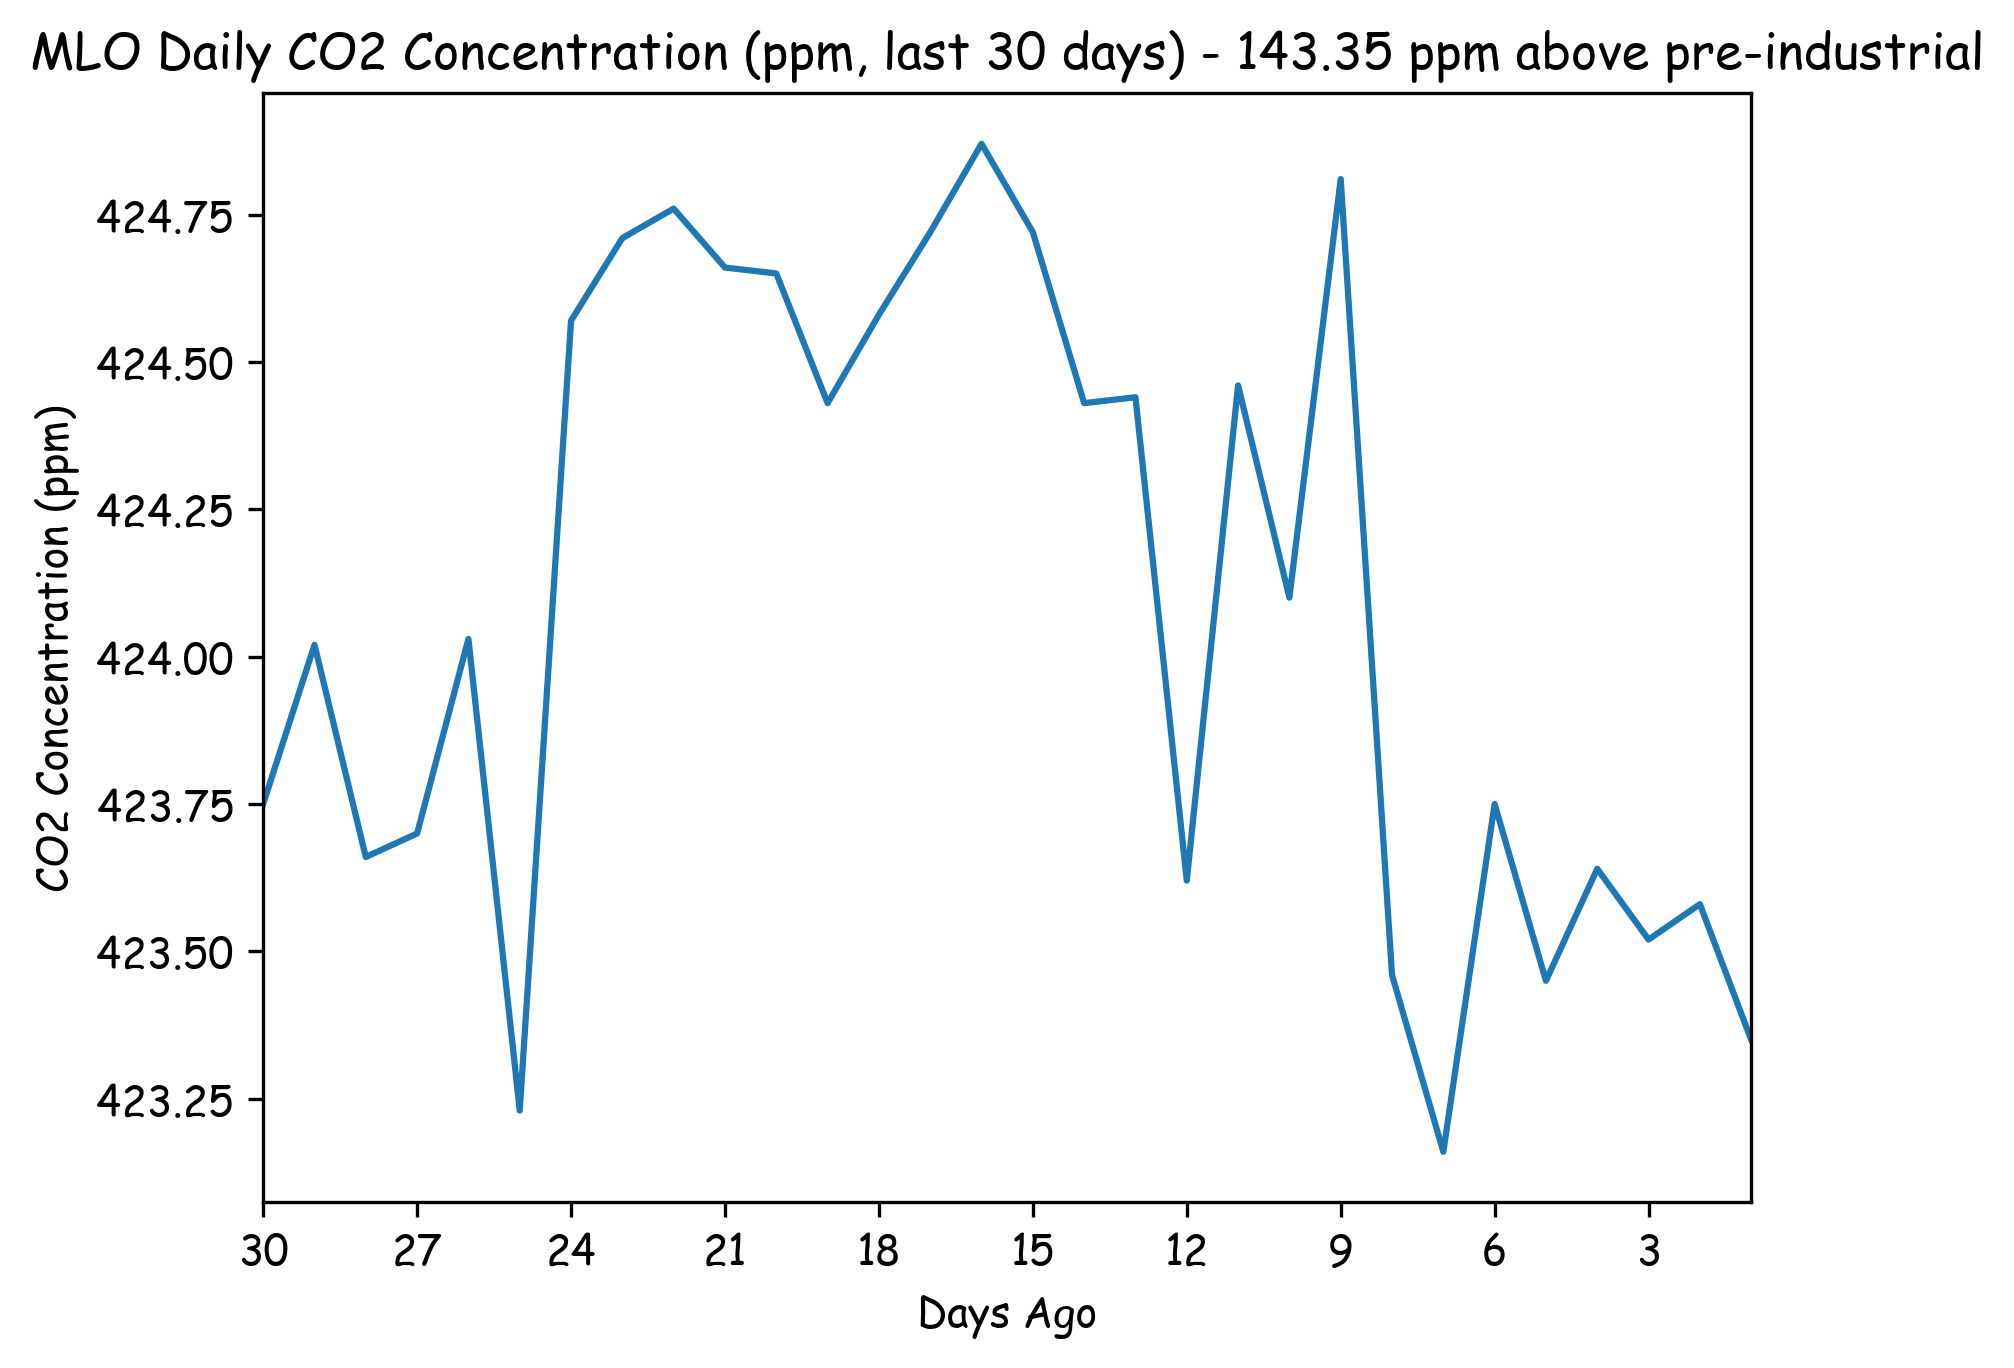 MLO Daily CO2 Concentration (ppm, last 30 days) - 143.35 ppm above pre-industrial
CO2 Concentration (ppm)
424.75
424.50
424.25
424.00
423.75
423.50
423.25
30 27 24 21 18 15 12 9 6 3
Days Ago